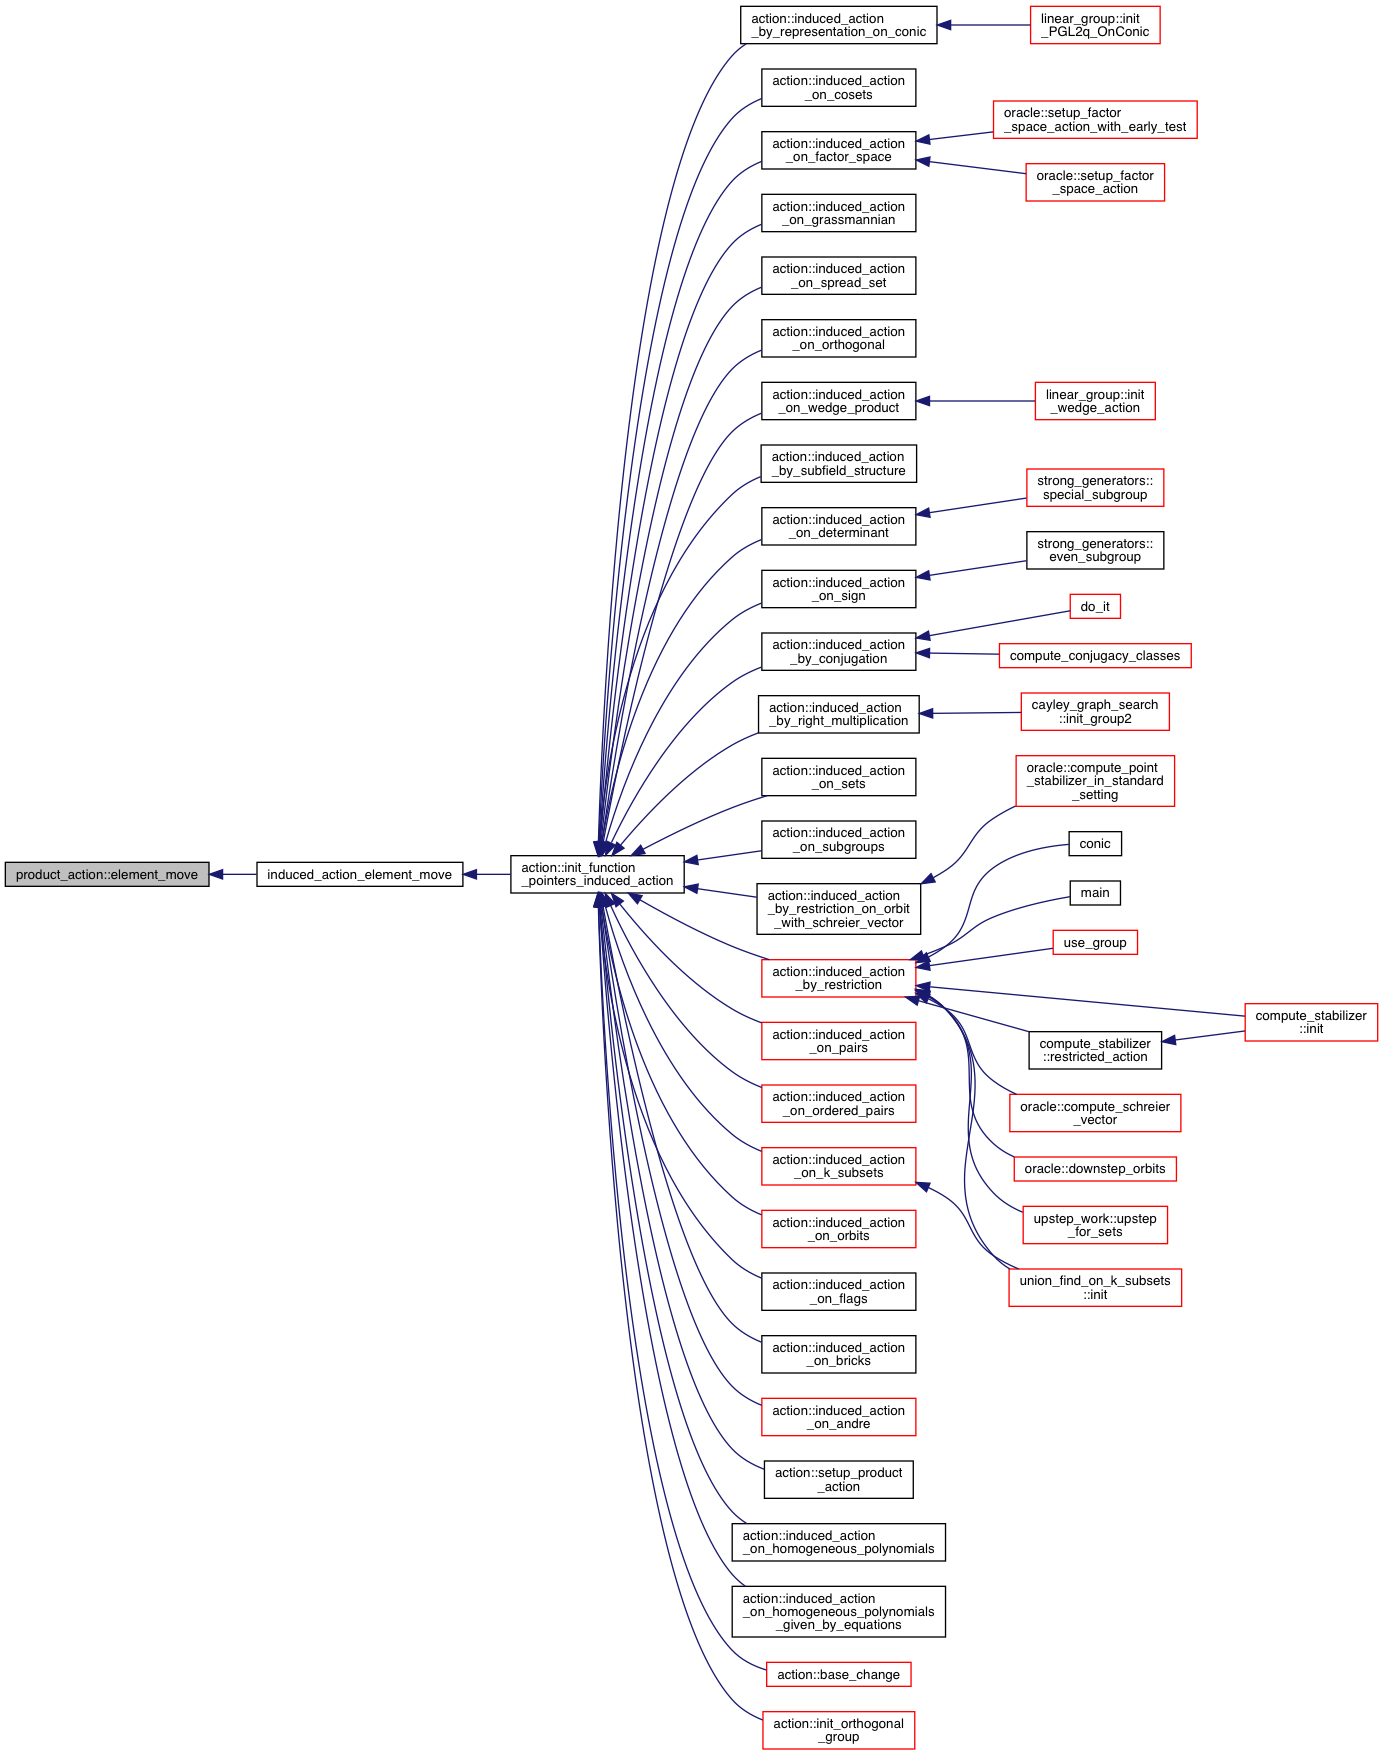 product_action::element_move
induced_action_element_move
action::init_function
_pointers_induced_action
action::induced_action
_by_representation_on_conic
linear_group::init
_PGL2q_OnConic
action::induced_action
_on_cosets
action::induced_action
_on_factor_space
oracle::setup_factor
_space_action_with_early_test
oracle::setup_factor
_space_action
action::induced_action
_on_grassmannian
action::induced_action
_on_spread_set
action::induced_action
_on_orthogonal
action::induced_action
_on_wedge_product
linear_group::init
_wedge_action
action::induced_action
_by_subfield_structure
action::induced_action
_on_determinant
strong_generators::
special_subgroup
action::induced_action
_on_sign
strong_generators::
even_subgroup
action::induced_action
_by_conjugation
do_it
compute_conjugacy_classes
action::induced_action
_by_right_multiplication
cayley_graph_search
::init_group2
action::induced_action
_on_sets
action::induced_action
_on_subgroups
action::induced_action
_by_restriction_on_orbit
_with_schreier_vector
oracle::compute_point
_stabilizer_in_standard
_setting
action::induced_action
_by_restriction
conic
main
use_group
compute_stabilizer
::restricted_action
compute_stabilizer
::init
oracle::compute_schreier
_vector
oracle::downstep_orbits
upstep_work::upstep
_for_sets
union_find_on_k_subsets
::init
action::induced_action
_on_pairs
action::induced_action
_on_ordered_pairs
action::induced_action
_on_k_subsets
action::induced_action
_on_orbits
action::induced_action
_on_flags
action::induced_action
_on_bricks
action::induced_action
_on_andre
action::setup_product
_action
action::induced_action
_on_homogeneous_polynomials
action::induced_action
_on_homogeneous_polynomials
_given_by_equations
action::base_change
action::init_orthogonal
_group